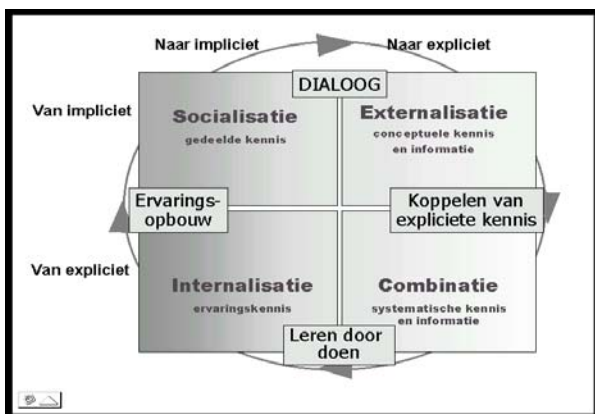 Naar impliciet
Naar expliciet
DIALOOG
Van impliciet
Socialisatie
gedeelde kennis
Externalisatie
conceptuele kennis
en informatie
Ervarings-
opbouw
Koppelen van
expliciete kennis
Van expliciet
Internalisatie
ervaringskennis
Combinatie
systematische kennis
en informatie
Leren door
doen